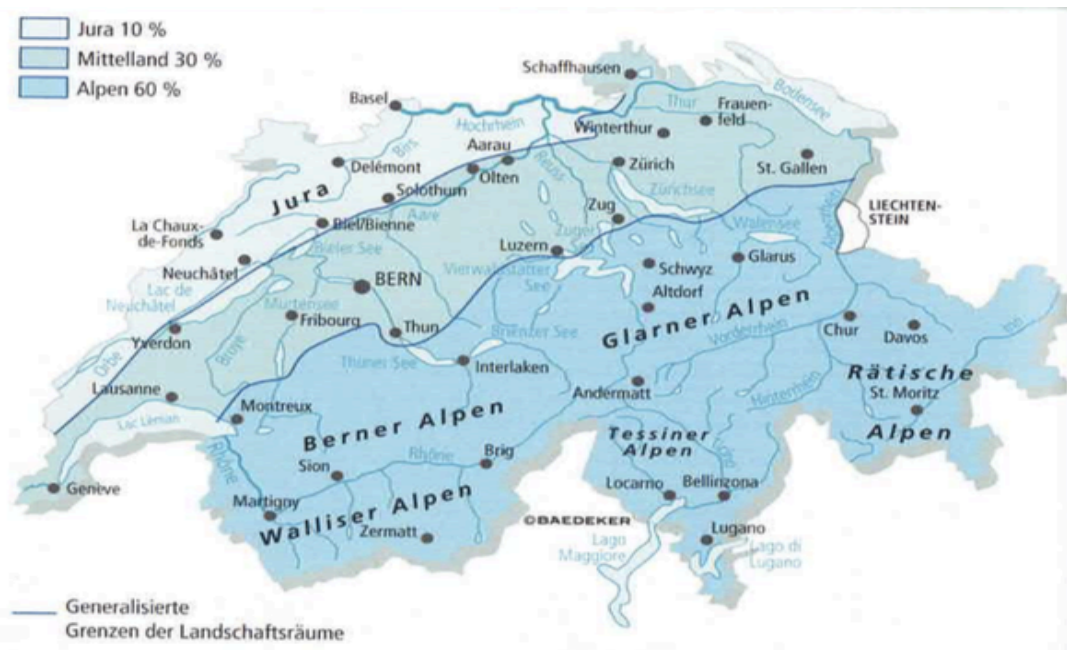 Jura 10 %
Mittelland 30 %
Alpen 60 %
Schaffhausen
Basel
Hochrhein
Thur
Frauen-
feld
Bodensee
Winterthur
Birs
Aarau
Reuss
Delémont
Olten
Zürich
St. Gallen
Jura
Solothurn
Zürichsee
Aare
Zug
La Chaux-
de-Fonds
Biel/Bienne
Zuger
See
Walensee
LIECHTEN-
STEIN
Bieler See
Luzern
Neuchâtel
Vierwaldstätter
See
Schwyz
Glarus
Lac de
Neuchâtel
BERN
Altdorf
Murtensee
Fribourg
Glarner Alpen
Thun
Brienzer See
Vorderrhein
Chur
Davos
Inn
Yverdon
Orbe
Broye
Thuner See
Interlaken
Rätische
Alpen
Lausanne
Andermatt
Hinterrhein
St. Moritz
Montreux
Lac Léman
Berner Alpen
Tessiner
Alpen
Rhône
Rhône
Brig
Sion
Genève
Locarno
Bellinzona
Martigny
Walliser Alpen
Zermatt
©BAEDEKER
Lugano
Lago
Maggiore
Lago di
Lugano
Generalisierte
Grenzen der Landschaftsräume